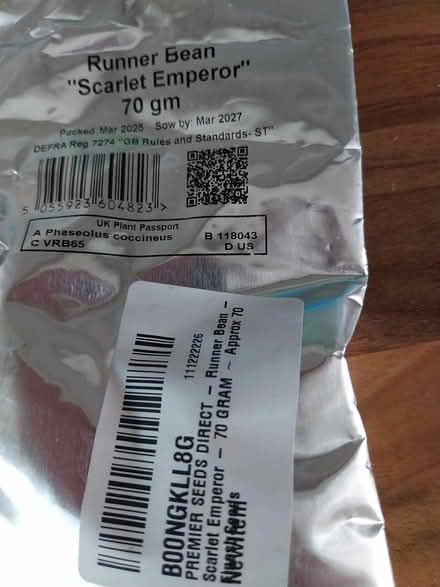 Runner Bean
"Scarlet Emperor"
70 gm
Packed Mar 2025 Sow by: Mar 2027
DEFRA Reg 7274 "GB Rules and Standards- ST"
5 055923 604823 >
UK Plant Passport
A Phaseolus coccineus B 118043
C VRB65 D US
111222226
B00NGKLL8G
PREMIER SEEDS DIRECT – Runner Bean –
Scarlet Emperor – 70 GRAM ~ Approx 70
New Item